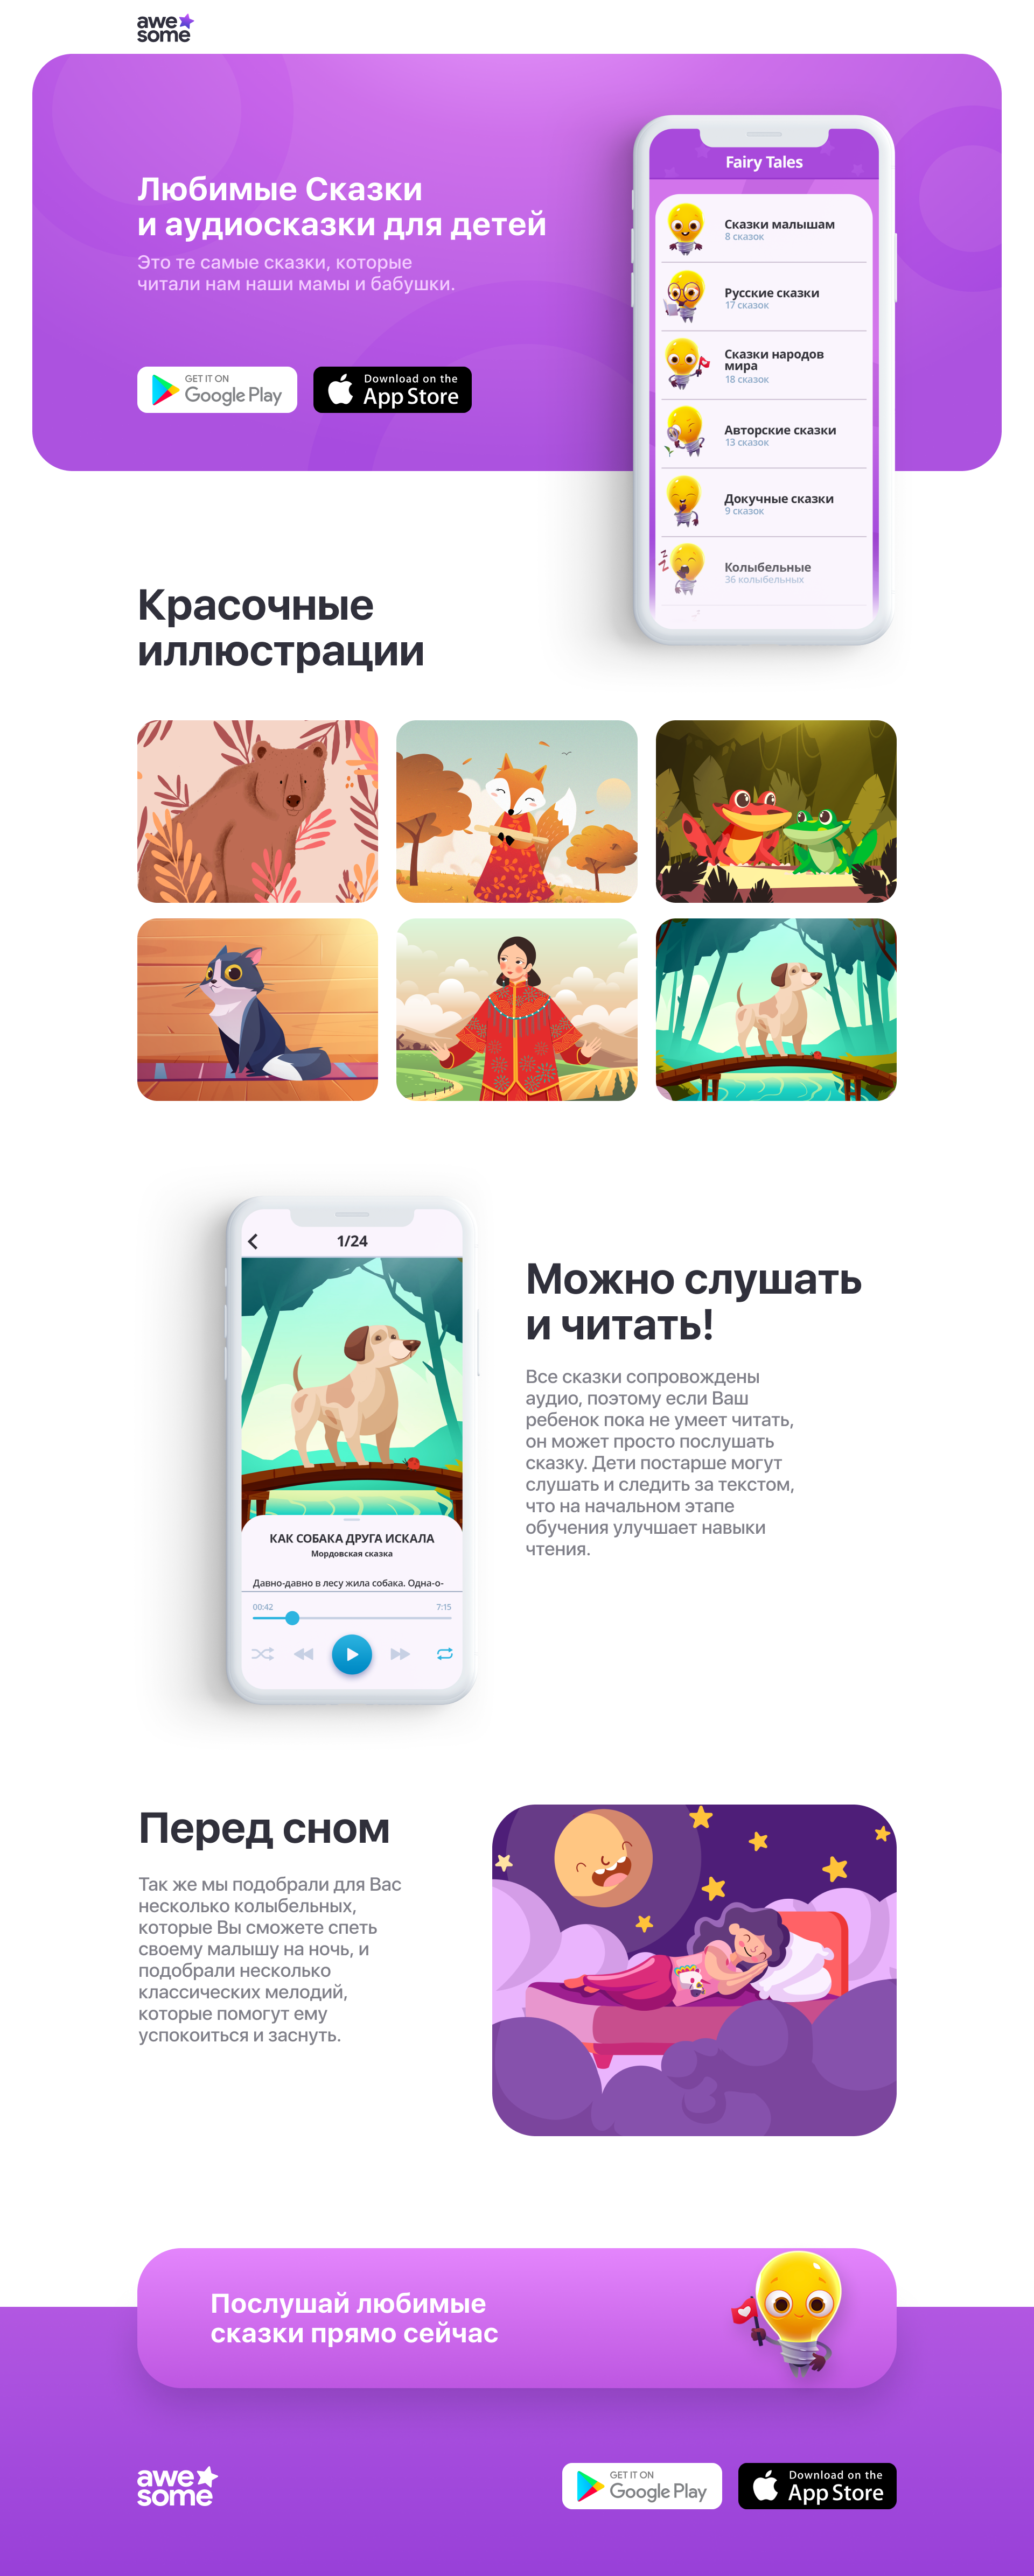 awe
some
Любимые Сказки
и аудиосказки для детей
Это те самые сказки, которые
читали нам наши мамы и бабушки.
GET IT ON
Google Play
Download on the
App Store
Fairy Tales
Сказки малышам
8 сказок
Русские сказки
17 сказок
Сказки народов
мира
18 сказок
Авторские сказки
13 сказок
Докучные сказки
9 сказок
Колыбельные
36 колыбельных
Красочные
иллюстрации
1/24
КАК СОБАКА ДРУГА ИСКАЛА
Мордовская сказка
Давно-давно в лесу жила собака. Одна-о-
00:42
7:15
Можно слушать
и читать!
Все сказки сопровождены
аудио, поэтому если Ваш
ребенок пока не умеет читать,
он может просто послушать
сказку. Дети постарше могут
слушать и следить за текстом,
что на начальном этапе
обучения улучшает навыки
чтения.
Перед сном
Так же мы подобрали для Вас
несколько колыбельных,
которые Вы сможете спеть
своему малышу на ночь, и
подобрали несколько
классических мелодий,
которые помогут ему
успокоиться и заснуть.
Послушай любимые
сказки прямо сейчас
awe
some
GET IT ON
Google Play
Download on the
App Store